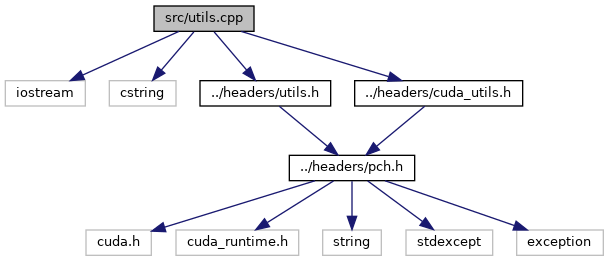 src/utils.cpp
iostream
cstring
../headers/utils.h
../headers/cuda_utils.h
../headers/pch.h
cuda.h
cuda_runtime.h
string
stdexcept
exception